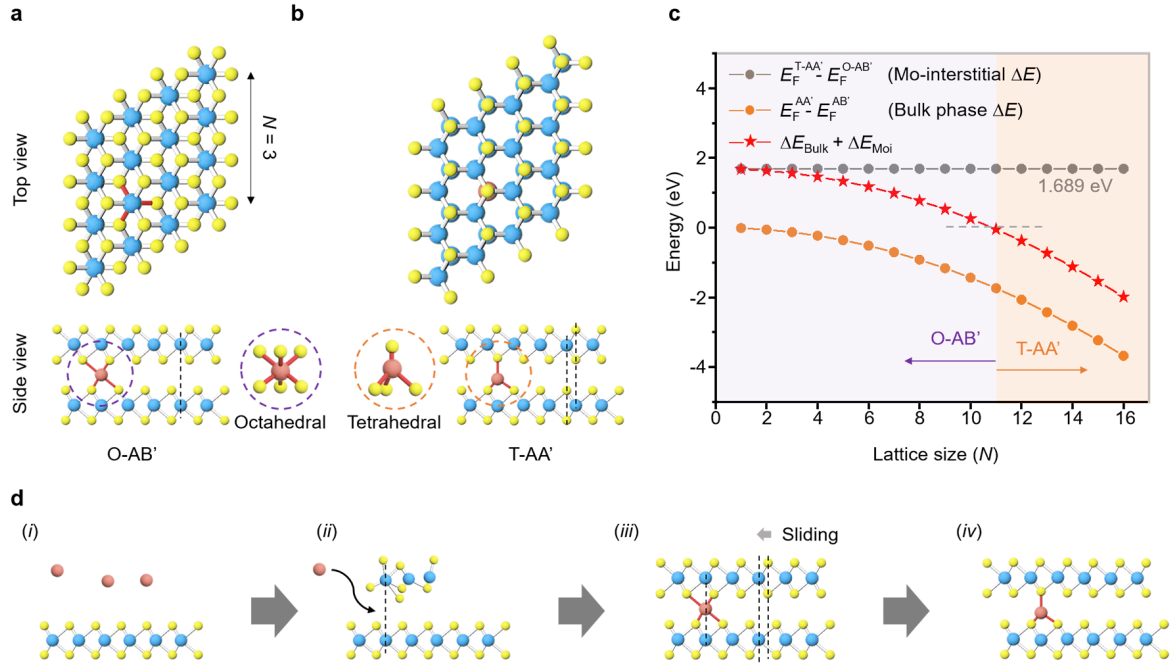 a
b
c
Top view
N = 3
Side view
Octahedral
Tetrahedral
O-AB'
T-AA'
Energy (eV)
4
2
0
-2
-4
E_F^T-AA' - E_F^O-AB' (Mo-interstitial ΔE)
E_F^AA' - E_F^AB' (Bulk phase ΔE)
ΔE_Bulk + ΔE_Moi
1.689 eV
O-AB'
T-AA'
0 2 4 6 8 10 12 14 16
Lattice size (N)
d
(i)
(ii)
(iii)
Sliding
(iv)